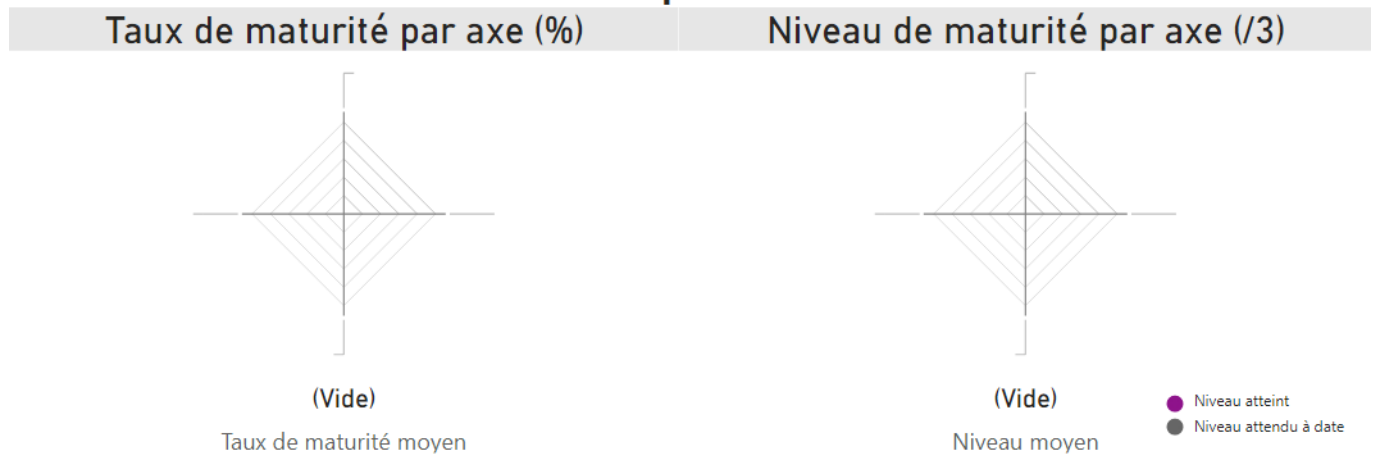 Taux de maturité par axe (%)
Niveau de maturité par axe (/3)
(Vide)
Taux de maturité moyen
(Vide)
Niveau moyen
Niveau atteint
Niveau attendu à date